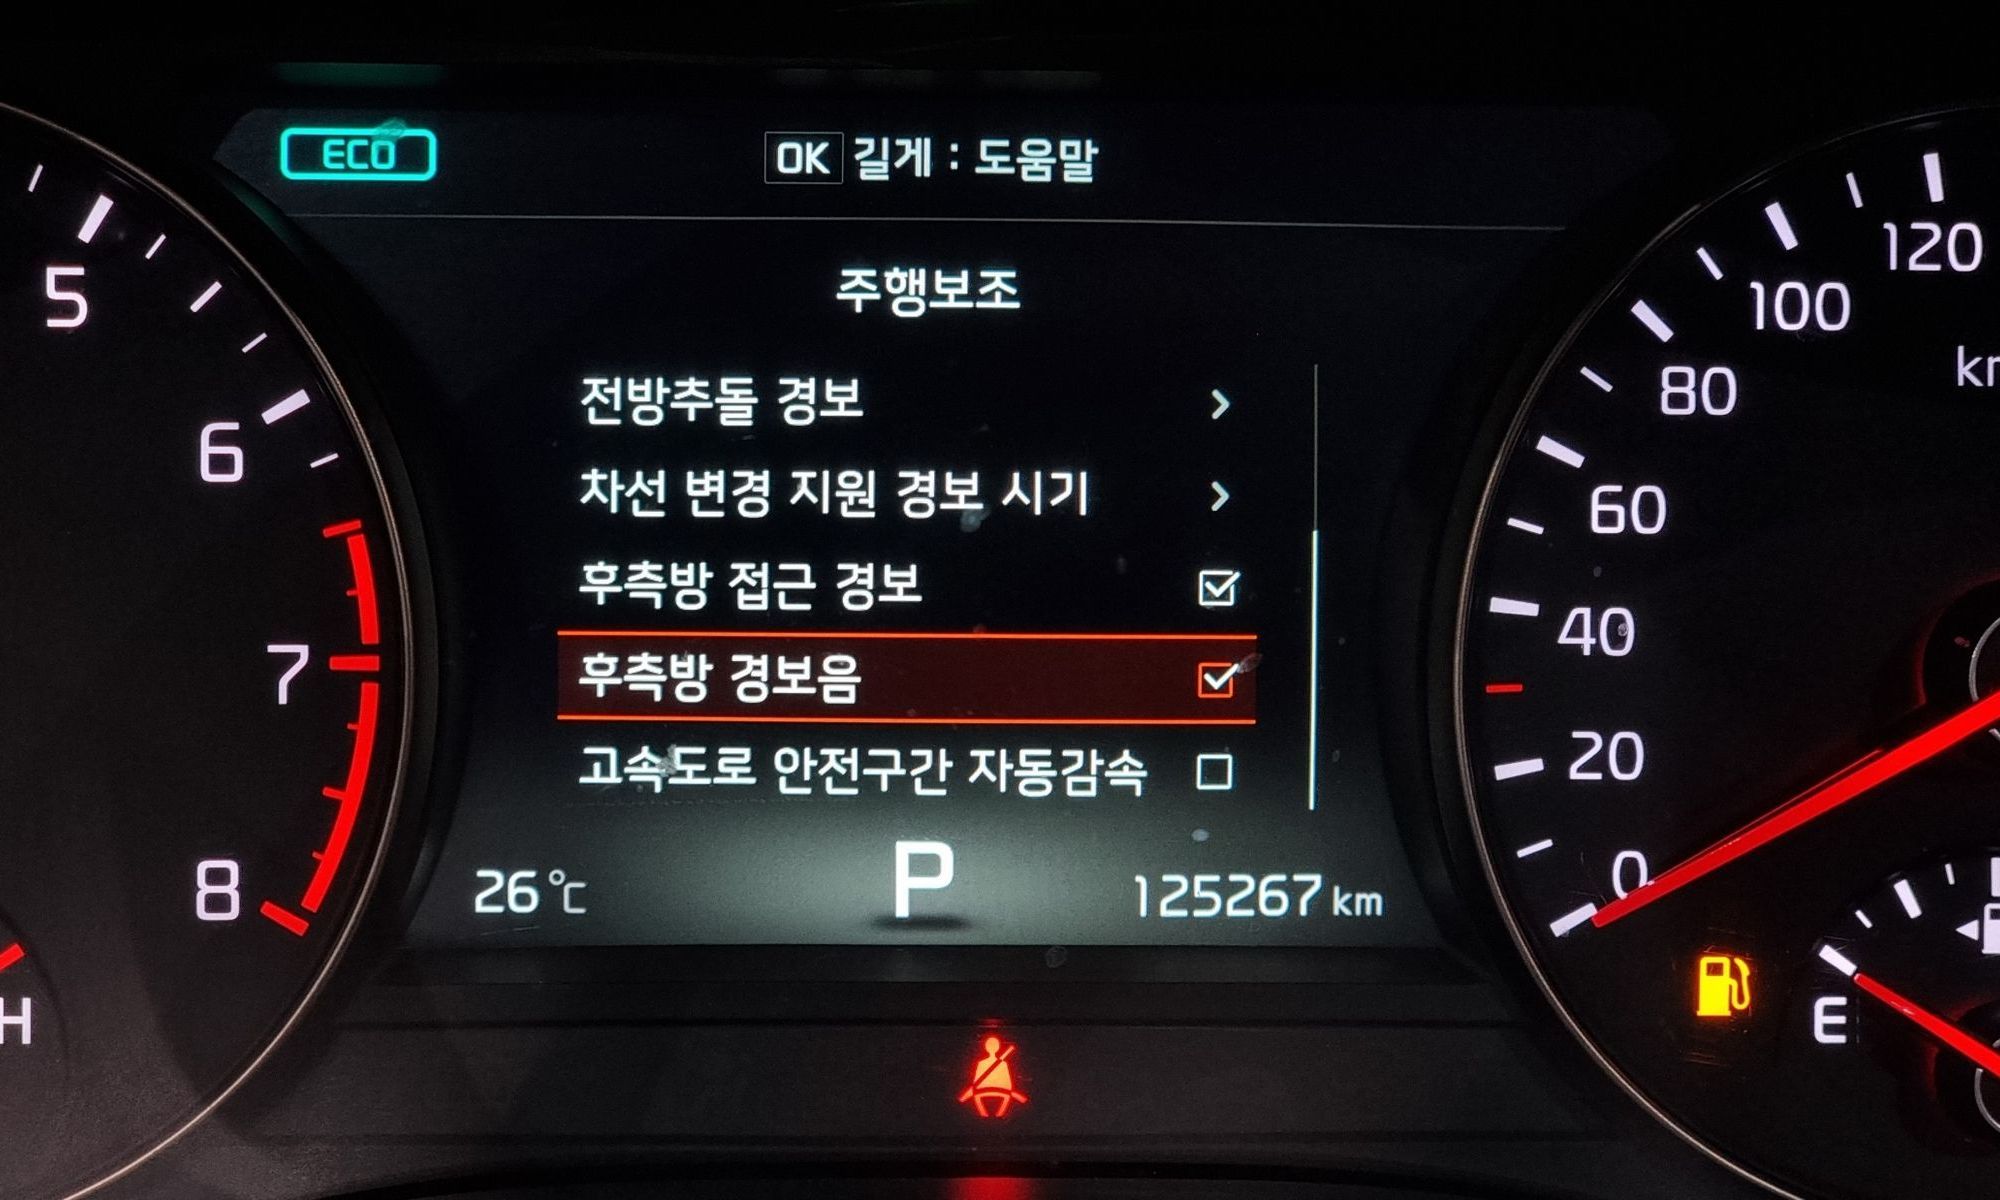 ECO
OK 길게 : 도움말
주행보조
전방추돌 경보
차선 변경 지원 경보 시기
후측방 접근 경보
후측방 경보음
고속도로 안전구간 자동감속
26℃
P
125267 km
5
6
7
8
H
120
100
80
60
40
20
0
E